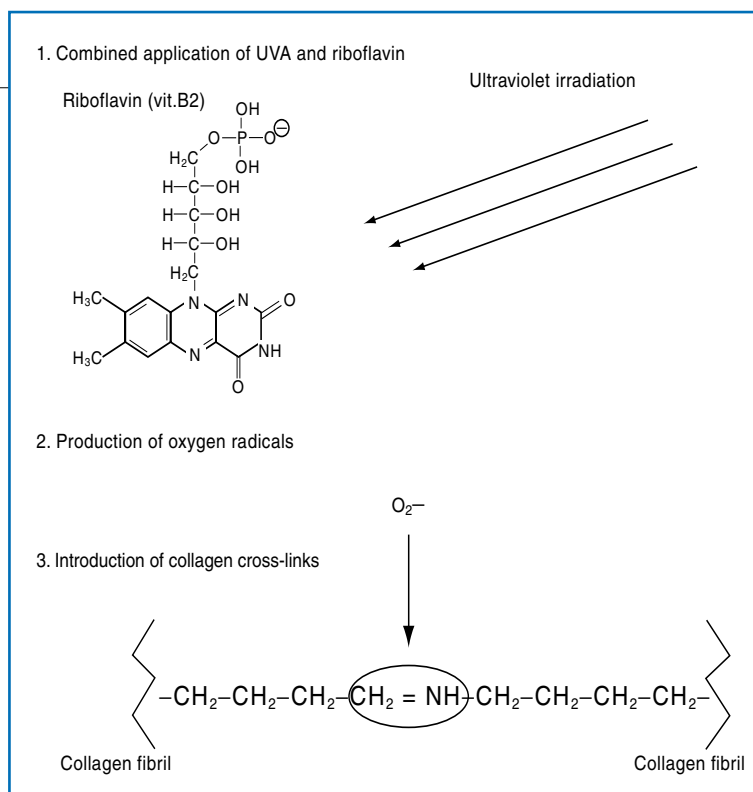 1. Combined application of UVA and riboflavin
Ultraviolet irradiation
Riboflavin (vit.B2)
OH
O–P–O⊖
OH
H₂C
H–C–OH
H–C–OH
H–C–OH
H₂C
H₃C
N
N
O
H₃C
N
NH
O
2. Production of oxygen radicals
O₂–
3. Introduction of collagen cross-links
–CH₂–CH₂–CH₂–CH₂ = NH–CH₂–CH₂–CH₂–CH₂–
Collagen fibril
Collagen fibril